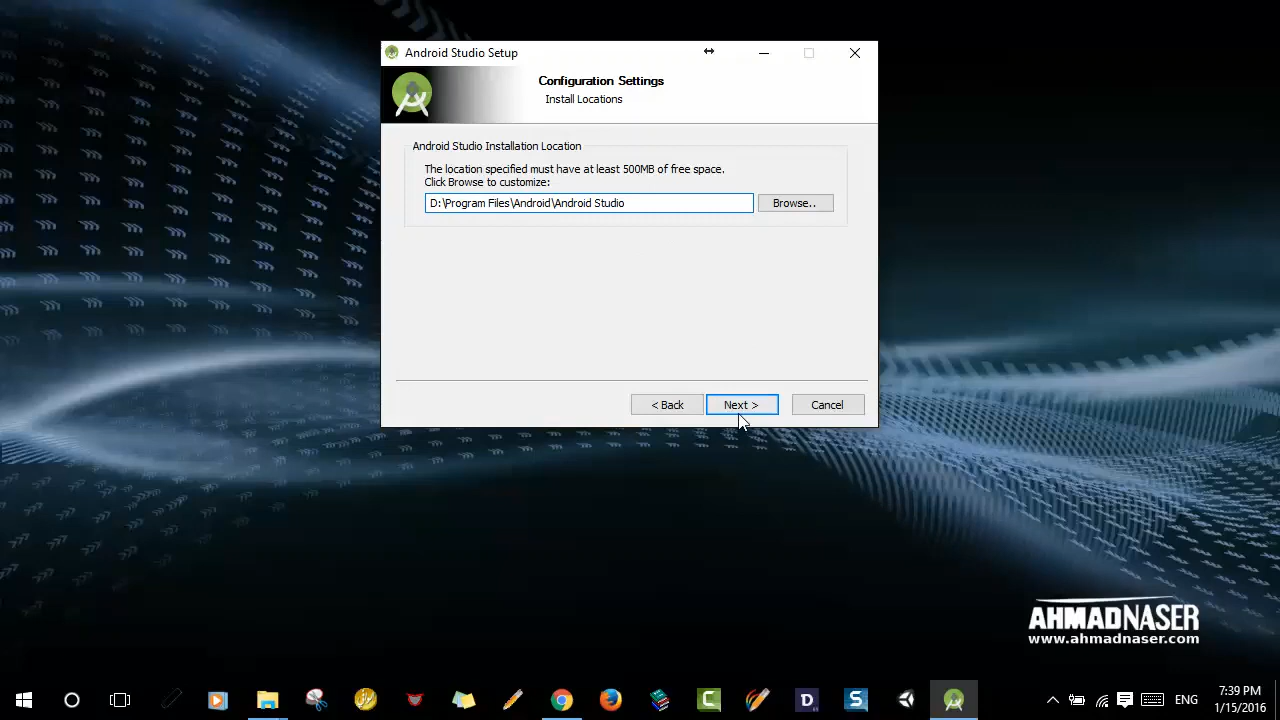 Android Studio Setup
Configuration Settings
Install Locations
Android Studio Installation Location
The location specified must have at least 500MB of free space.
Click Browse to customize:
D:\Program Files\Android\Android Studio
Browse..
< Back
Next >
Cancel
AHMADNASER
www.ahmadnaser.com
C
D
S
ENG
7:39 PM
1/15/2016